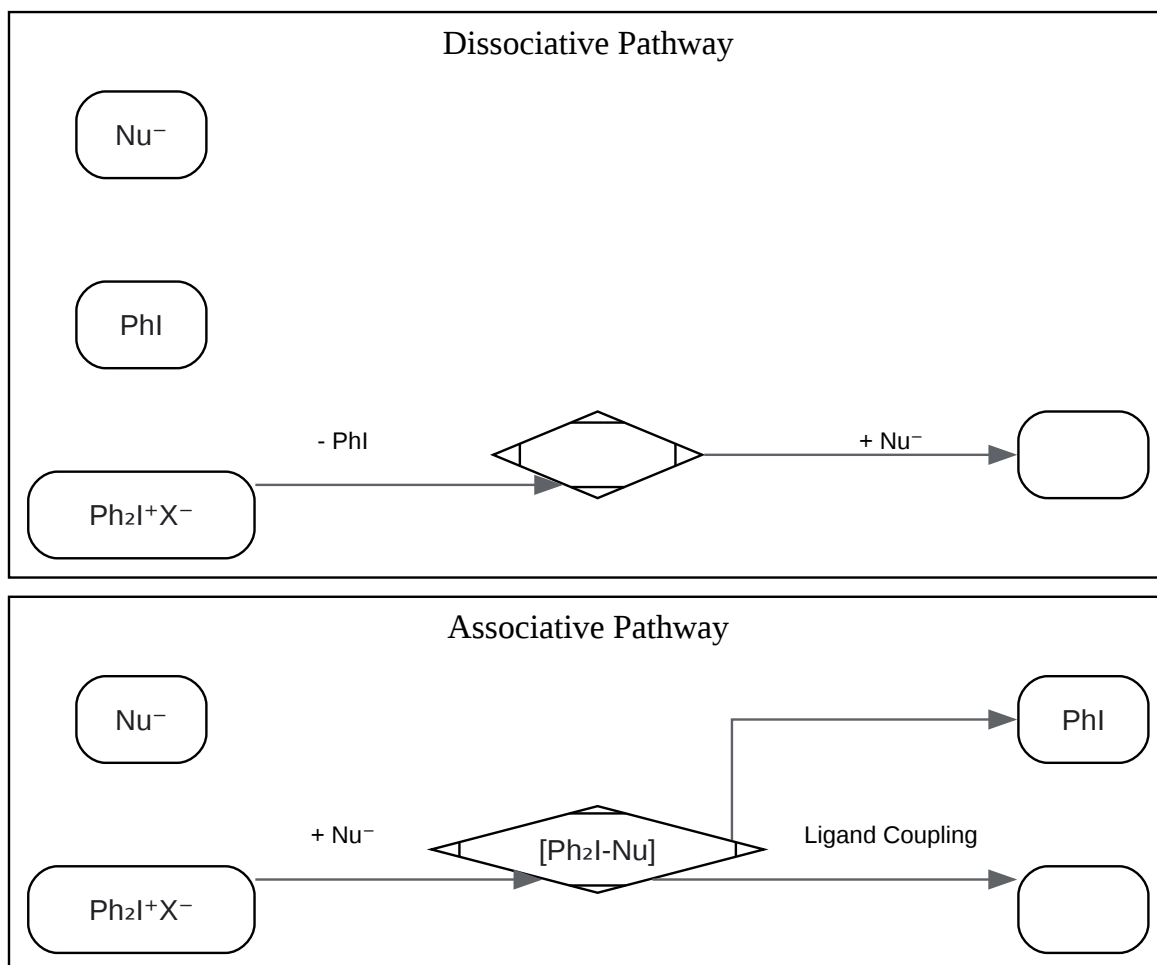 Dissociative Pathway
Nu⁻
PhI
- PhI
+ Nu⁻
Ph₂I⁺X⁻
Associative Pathway
Nu⁻
PhI
+ Nu⁻
[Ph₂I-Nu]
Ligand Coupling
Ph₂I⁺X⁻